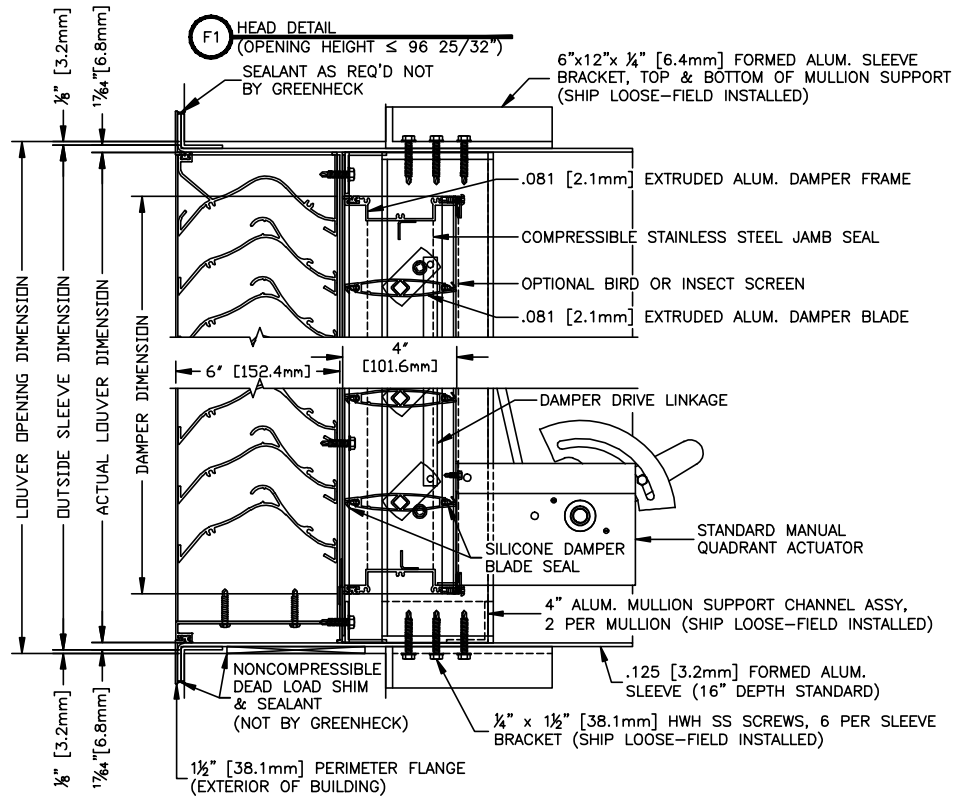 F1
HEAD DETAIL
(OPENING HEIGHT ≤ 96 25/32")
SEALANT AS REQ'D NOT
BY GREENHECK
6"x12"x ¼" [6.4mm] FORMED ALUM. SLEEVE
BRACKET, TOP & BOTTOM OF MULLION SUPPORT
(SHIP LOOSE-FIELD INSTALLED)
⅛" [3.2mm]
17/64"[6.8mm]
.081 [2.1mm] EXTRUDED ALUM. DAMPER FRAME
COMPRESSIBLE STAINLESS STEEL JAMB SEAL
OPTIONAL BIRD OR INSECT SCREEN
.081 [2.1mm] EXTRUDED ALUM. DAMPER BLADE
LOUVER OPENING DIMENSION
OUTSIDE SLEEVE DIMENSION
ACTUAL LOUVER DIMENSION
DAMPER DIMENSION
6" [152.4mm]
4"
[101.6mm]
DAMPER DRIVE LINKAGE
STANDARD MANUAL
QUADRANT ACTUATOR
SILICONE DAMPER
BLADE SEAL
4" ALUM. MULLION SUPPORT CHANNEL ASSY,
2 PER MULLION (SHIP LOOSE-FIELD INSTALLED)
.125 [3.2mm] FORMED ALUM.
SLEEVE (16" DEPTH STANDARD)
NONCOMPRESSIBLE
DEAD LOAD SHIM
& SEALANT
(NOT BY GREENHECK)
¼" x 1½" [38.1mm] HWH SS SCREWS, 6 PER SLEEVE
BRACKET (SHIP LOOSE-FIELD INSTALLED)
1½" [38.1mm] PERIMETER FLANGE
(EXTERIOR OF BUILDING)
⅛" [3.2mm]
17/64"[6.8mm]